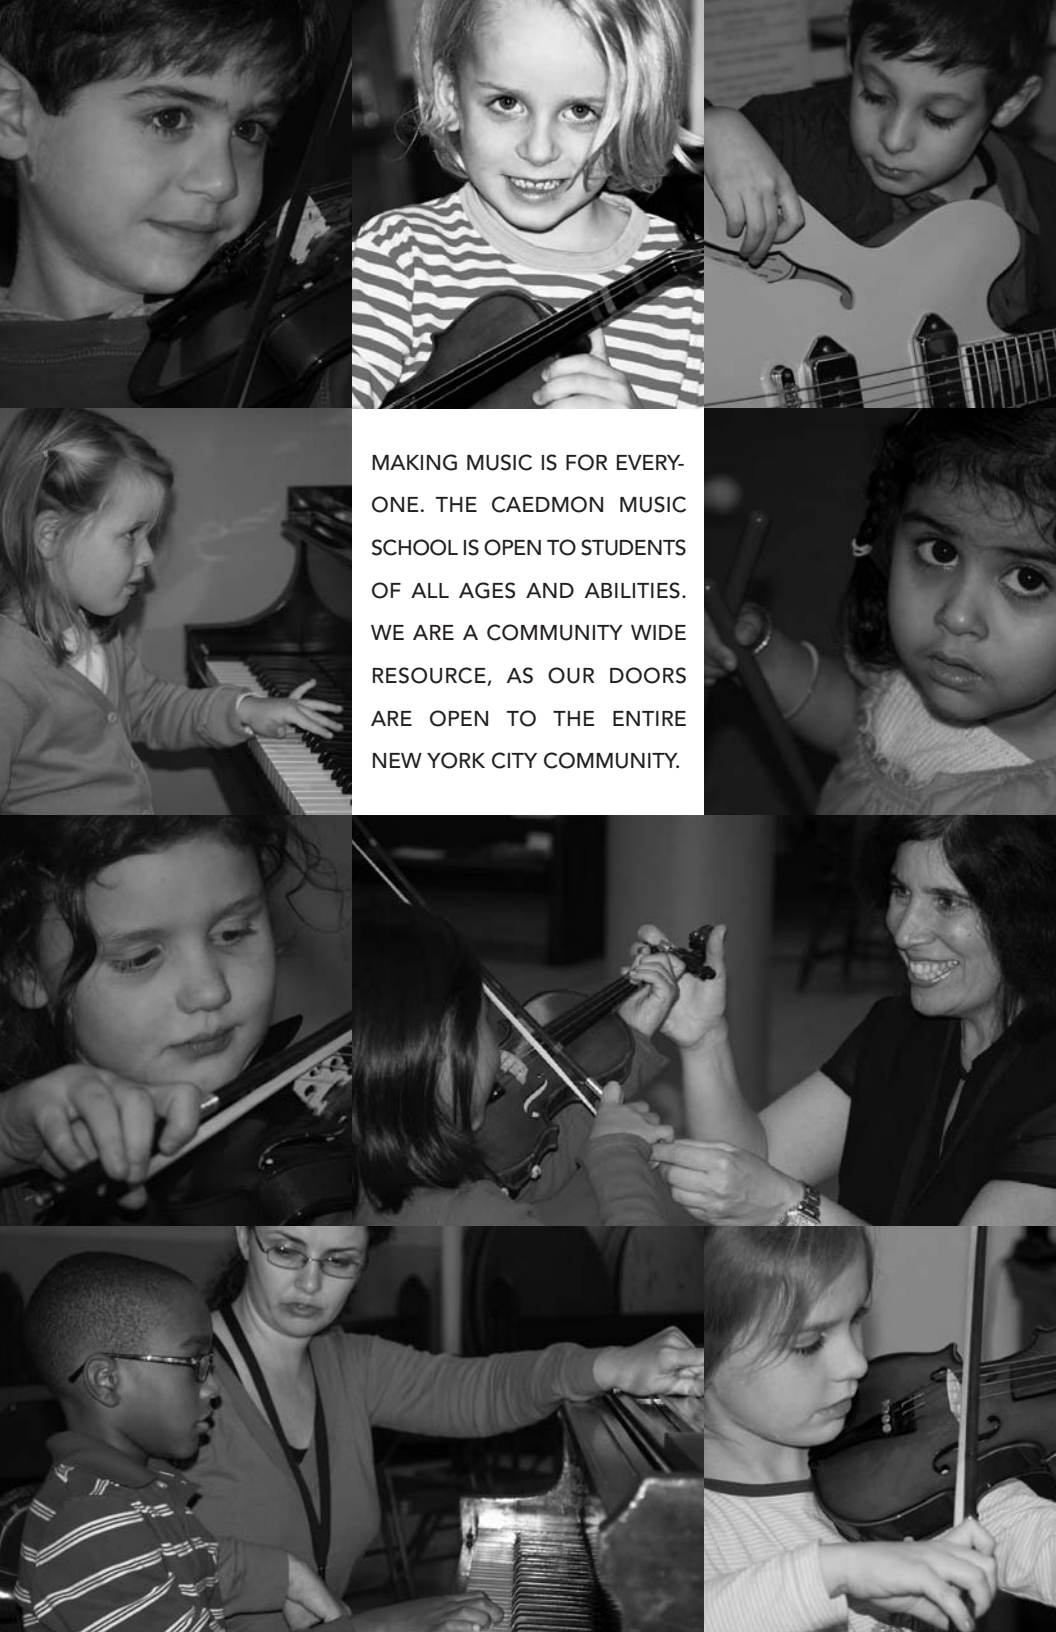 MAKING MUSIC IS FOR EVERY-
ONE. THE CAEDMON MUSIC
SCHOOL IS OPEN TO STUDENTS
OF ALL AGES AND ABILITIES.
WE ARE A COMMUNITY WIDE
RESOURCE, AS OUR DOORS
ARE OPEN TO THE ENTIRE
NEW YORK CITY COMMUNITY.